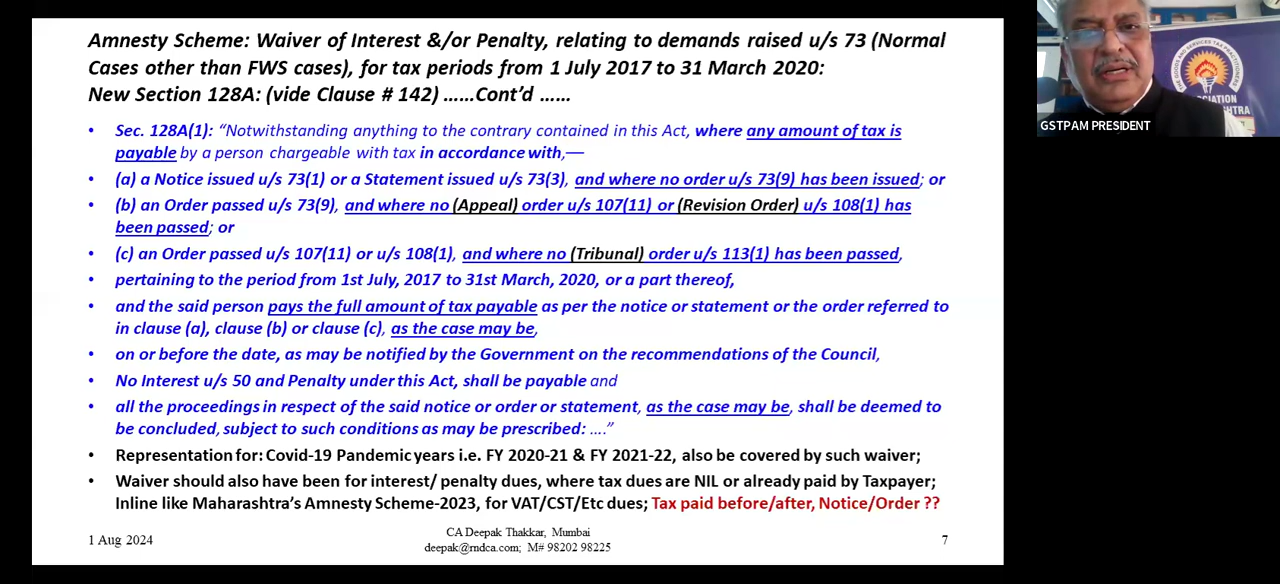 Amnesty Scheme: Waiver of Interest &/or Penalty, relating to demands raised u/s 73 (Normal
Cases other than FWS cases), for tax periods from 1 July 2017 to 31 March 2020:
New Section 128A: (vide Clause # 142) ......Cont’d ......
• Sec. 128A(1): “Notwithstanding anything to the contrary contained in this Act, where any amount of tax is
payable by a person chargeable with tax in accordance with,—
• (a) a Notice issued u/s 73(1) or a Statement issued u/s 73(3), and where no order u/s 73(9) has been issued; or
• (b) an Order passed u/s 73(9), and where no (Appeal) order u/s 107(11) or (Revision Order) u/s 108(1) has
been passed; or
• (c) an Order passed u/s 107(11) or u/s 108(1), and where no (Tribunal) order u/s 113(1) has been passed,
• pertaining to the period from 1st July, 2017 to 31st March, 2020, or a part thereof,
• and the said person pays the full amount of tax payable as per the notice or statement or the order referred to
in clause (a), clause (b) or clause (c), as the case may be,
• on or before the date, as may be notified by the Government on the recommendations of the Council,
• No Interest u/s 50 and Penalty under this Act, shall be payable and
• all the proceedings in respect of the said notice or order or statement, as the case may be, shall be deemed to
be concluded, subject to such conditions as may be prescribed: ....”
• Representation for: Covid-19 Pandemic years i.e. FY 2020-21 & FY 2021-22, also be covered by such waiver;
• Waiver should also have been for interest/ penalty dues, where tax dues are NIL or already paid by Taxpayer;
Inline like Maharashtra’s Amnesty Scheme-2023, for VAT/CST/Etc dues; Tax paid before/after, Notice/Order ??
1 Aug 2024
CA Deepak Thakkar, Mumbai
deepak@rndca.com; M# 98202 98225
7
GSTPAM PRESIDENT